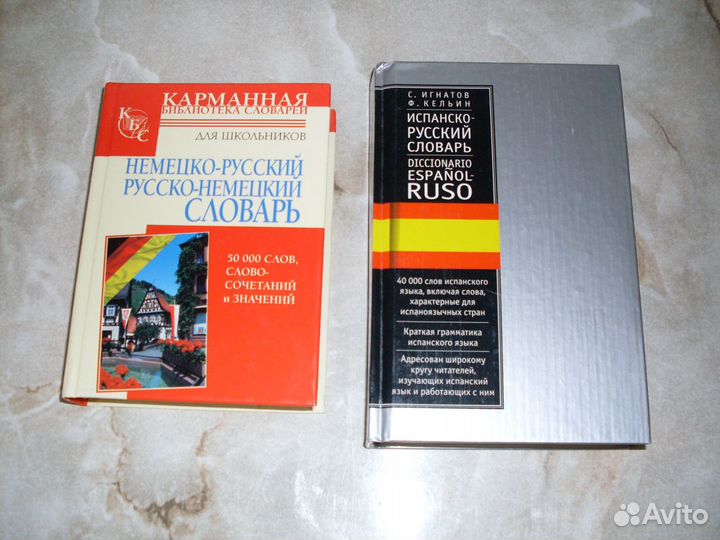 КАРМАННАЯ
БИБЛИОТЕКА СЛОВАРЕЙ
КБС
ДЛЯ ШКОЛЬНИКОВ
НЕМЕЦКО-РУССКИЙ
РУССКО-НЕМЕЦКИЙ
СЛОВАРЬ
50 000 СЛОВ,
СЛОВО-
СОЧЕТАНИЙ
и ЗНАЧЕНИЙ
С. ИГНАТОВ
Ф. КЕЛЬИН
ИСПАНСКО-
РУССКИЙ
СЛОВАРЬ
DICCIONARIO
ESPAÑOL-
RUSO
40 000 слов испанского
языка, включая слова,
характерные для
испаноязычных стран
Краткая грамматика
испанского языка
Адресован широкому
кругу читателей,
изучающих испанский
язык и работающих с ним
Avito